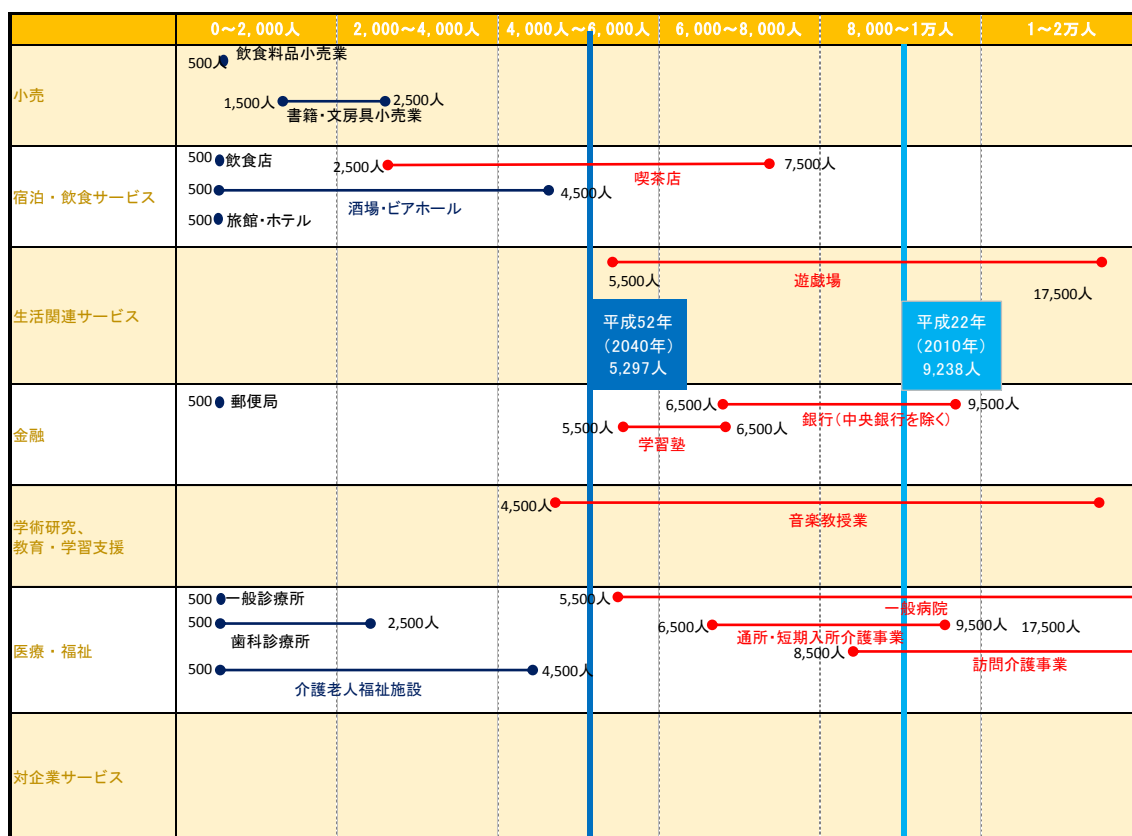 0～2,000人 2,000～4,000人 4,000人～6,000人 6,000～8,000人 8,000～1万人 1～2万人
小売
500人
飲食料品小売業
1,500人
2,500人
書籍・文房具小売業
宿泊・飲食サービス
500
飲食店
2,500人
7,500人
喫茶店
500
4,500人
酒場・ビアホール
500
旅館・ホテル
生活関連サービス
5,500人
遊戯場
17,500人
平成52年
（2040年）
5,297人
平成22年
（2010年）
9,238人
金融
500
郵便局
6,500人
9,500人
銀行（中央銀行を除く）
5,500人
6,500人
学習塾
学術研究、
教育・学習支援
4,500人
音楽教授業
医療・福祉
500
一般診療所
5,500人
一般病院
500
2,500人
歯科診療所
6,500人
9,500人
17,500人
通所・短期入所介護事業
8,500人
訪問介護事業
500
4,500人
介護老人福祉施設
対企業サービス